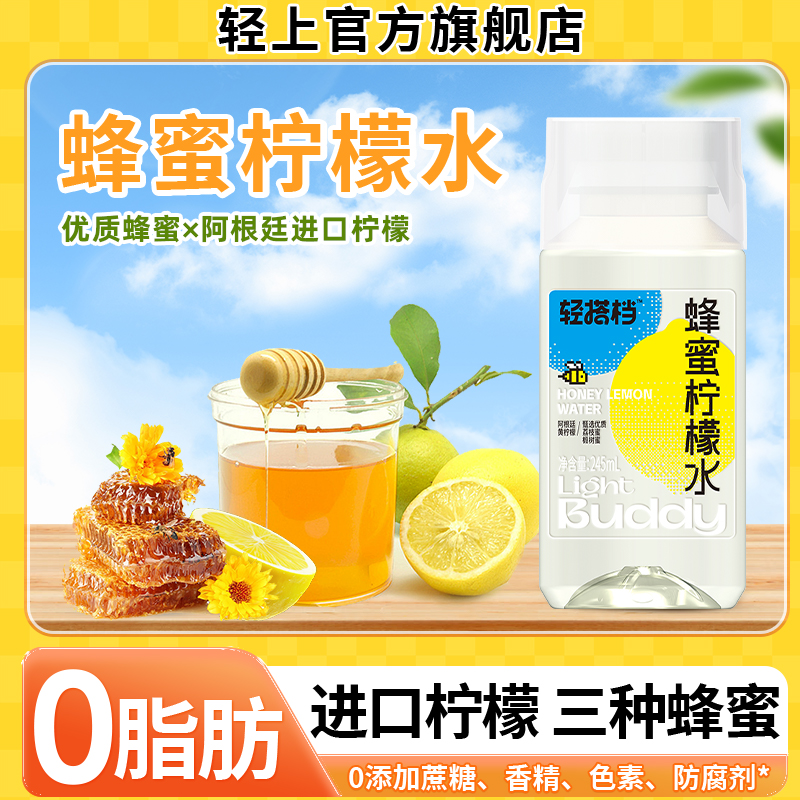 轻上官方旗舰店
蜂蜜柠檬水
优质蜂蜜×阿根廷进口柠檬
轻搭档
蜂蜜柠檬水
HONEY LEMON
WATER
阿根廷/甄选优质
黄柠檬/荔枝蜜
椴树蜜
净含量:245mL
Light
Buddy
0脂肪
进口柠檬 三种蜂蜜
0添加蔗糖、香精、色素、防腐剂*